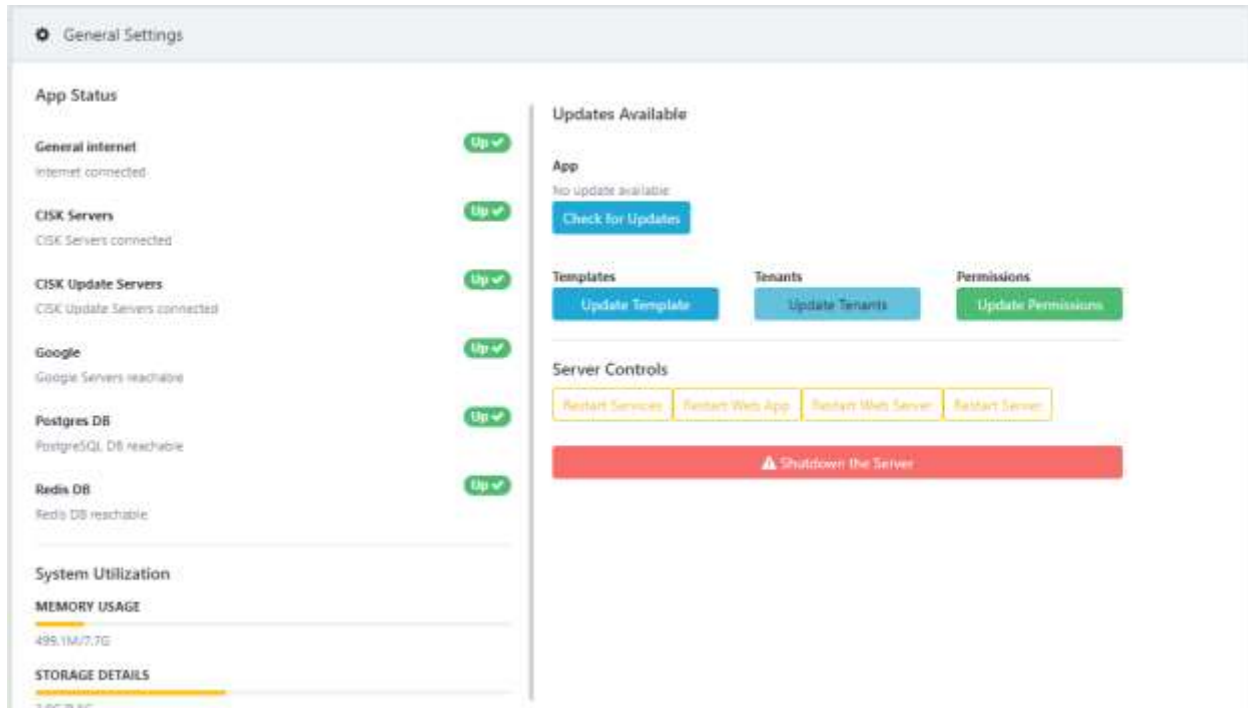 General Settings
App Status
General internet
Up
Internet connected
CISK Servers
Up
CISK Servers connected
CISK Update Servers
Up
CISK Update Servers connected
Google
Up
Google Servers reachable
Postgres DB
Up
PostgreSQL DB reachable
Redis DB
Up
Redis DB reachable
System Utilization
MEMORY USAGE
499.1M/7.7G
STORAGE DETAILS
Updates Available
App
No update available
Check for Updates
Templates Tenants Permissions
Update Template Update Tenants Update Permissions
Server Controls
Restart Services Restart Web App Restart Web Server Restart Server
Shutdown the Server